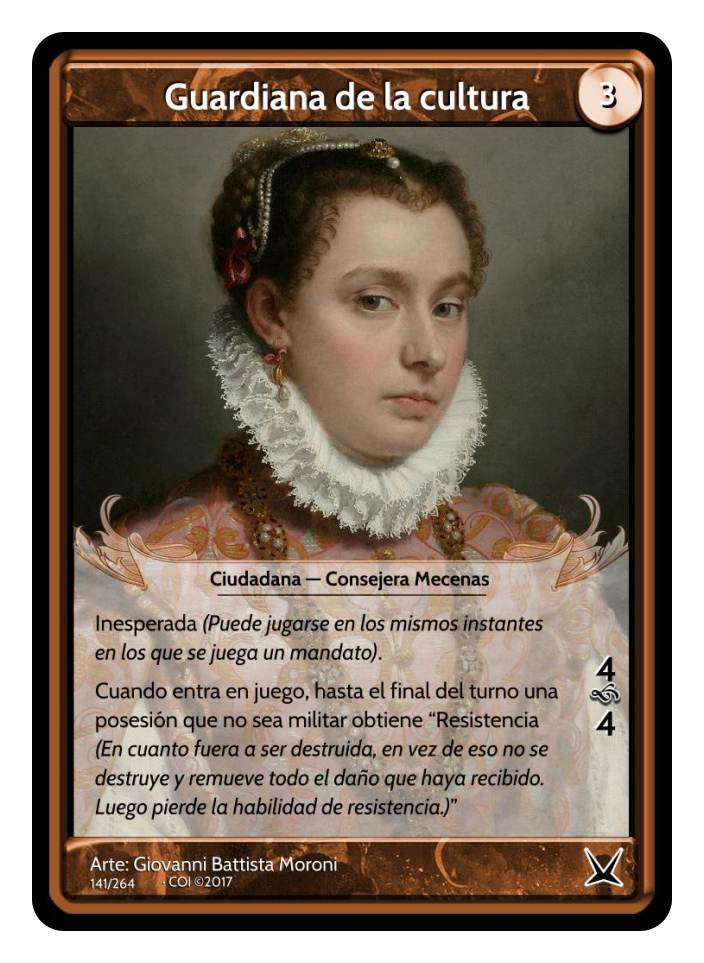 Guardiana de la cultura
3
Ciudadana — Consejera Mecenas
Inesperada (Puede jugarse en los mismos instantes
en los que se juega un mandato).
Cuando entra en juego, hasta el final del turno una
posesión que no sea militar obtiene “Resistencia
(En cuanto fuera a ser destruida, en vez de eso no se
destruye y remueve todo el daño que haya recibido.
Luego pierde la habilidad de resistencia.)”
4
4
Arte: Giovanni Battista Moroni
141/264 · COI ©2017